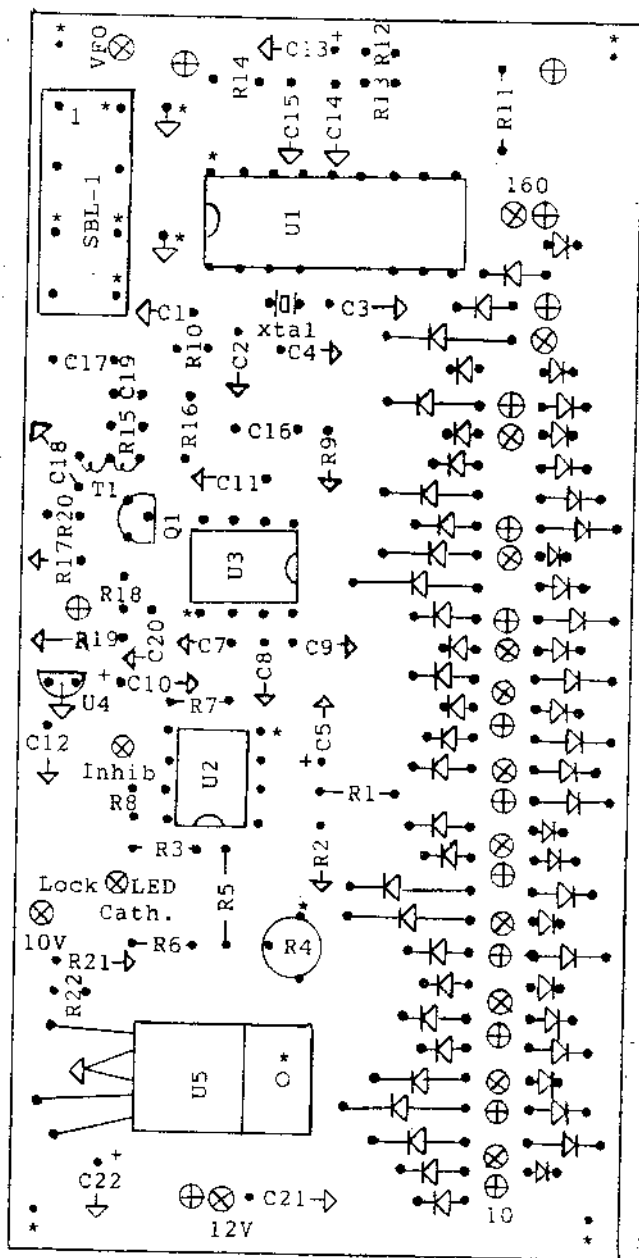 VFO
R14
C13 +
R12
C15
C14
R13
R11
1
SBL-1
*
U1
160
C1
xtal
C3
R10
C2
C4
C17
C19
R15
R16
C16
R9
C18
T1
C11
R20
R17
Q1
U3
R18
*
R19
C20
C7
C8
C9
+
U4
C10
R7
C5
C12
Inhib
U2
*
+
R8
R1
R3
R5
R2
Lock LED
Cath.
10V
R6
R4
*
R21
R22
U5
*
+
C22
C21
12V
10